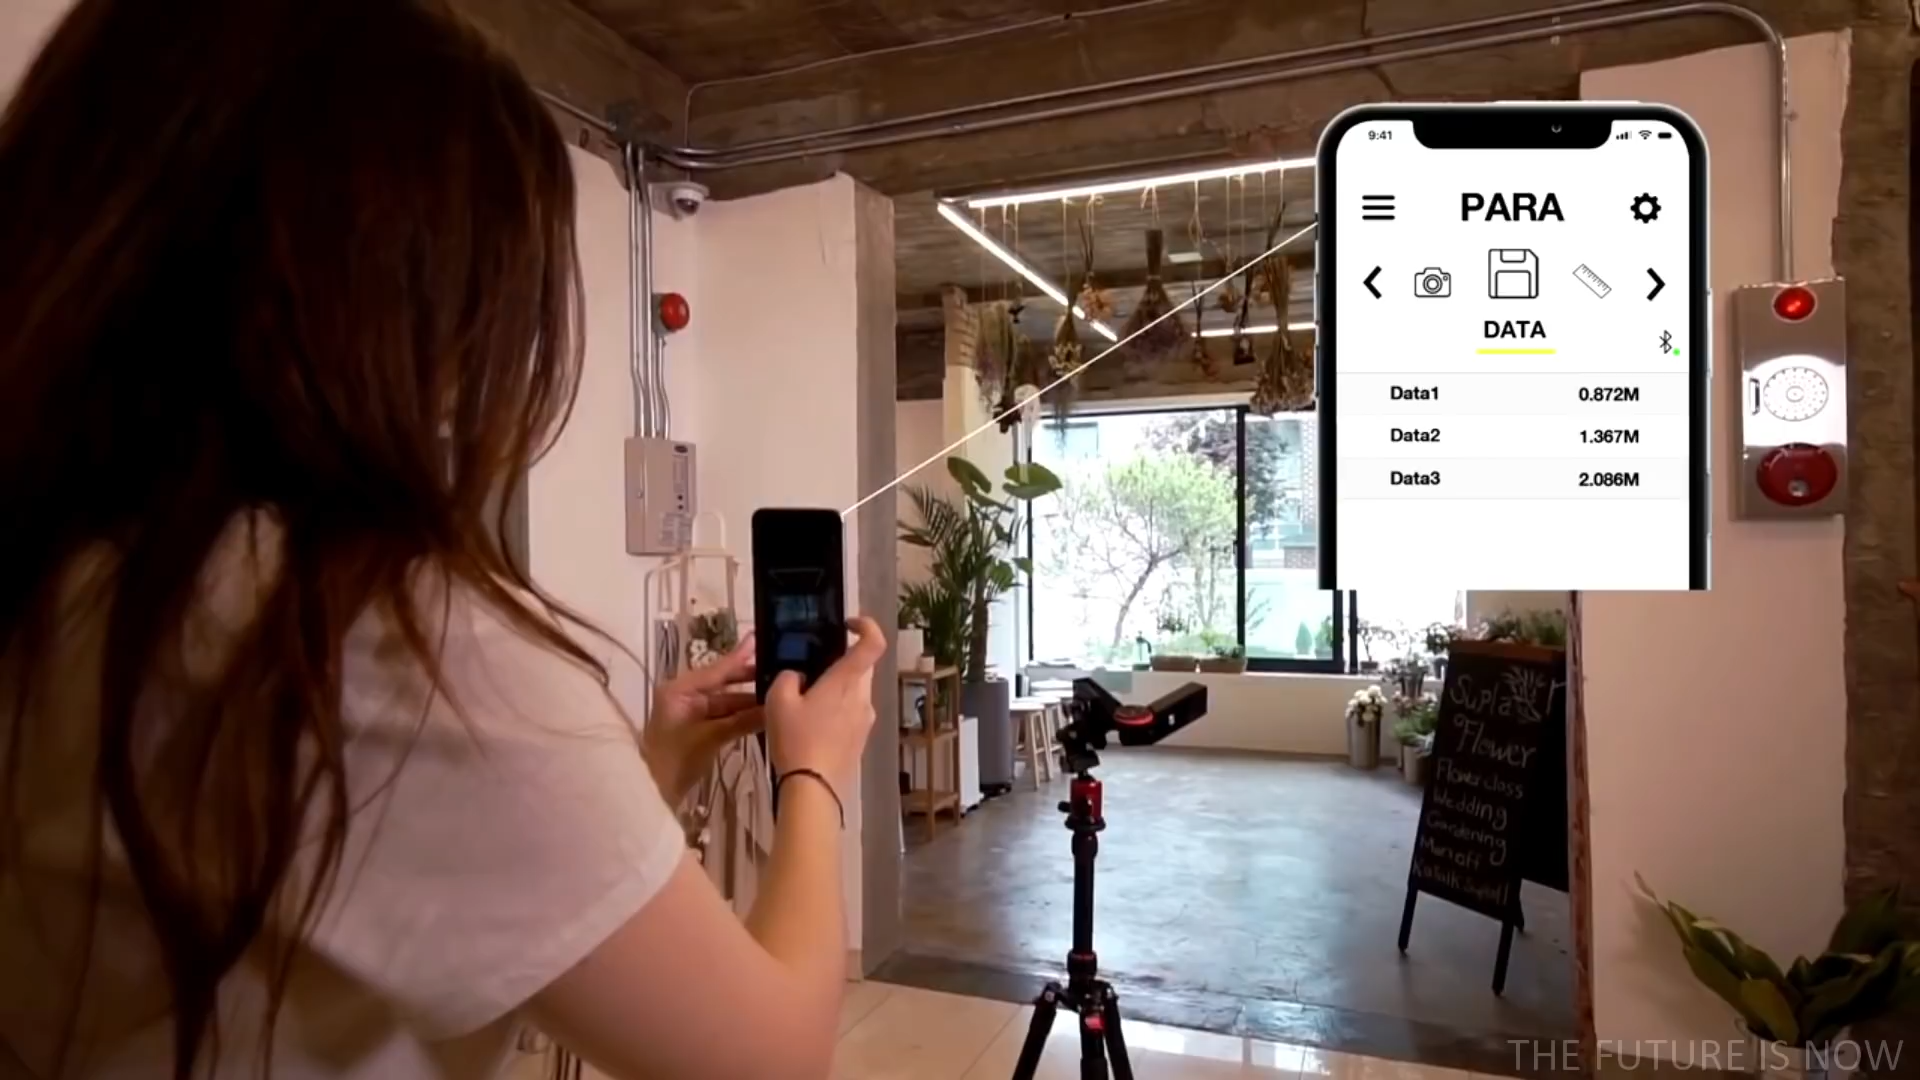 9:41
PARA
DATA
Data1 0.872M
Data2 1.367M
Data3 2.086M
Flower
Flower class
Wedding
Gardening
THE FUTURE IS NOW